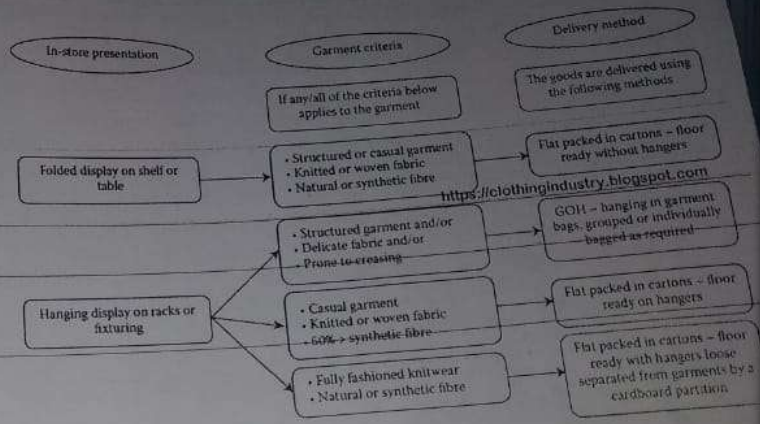 In-store presentation
Garment criteria
Delivery method
If any/all of the criteria below
applies to the garment
The goods are delivered using
the following methods
Folded display on shelf or
table
• Structured or casual garment
• Knitted or woven fabric
• Natural or synthetic fibre
Flat packed in cartons – floor
ready without hangers
https://clothingindustry.blogspot.com
Hanging display on racks or
fixturing
• Structured garment and/or
• Delicate fabric and/or
• Prone to creasing
GOH – hanging in garment
bags, grouped or individually
bagged as required
• Casual garment
• Knitted or woven fabric
• 60% > synthetic fibre
Flat packed in cartons – floor
ready on hangers
• Fully fashioned knitwear
• Natural or synthetic fibre
Flat packed in cartons – floor
ready with hangers loose
separated from garments by a
cardboard partition